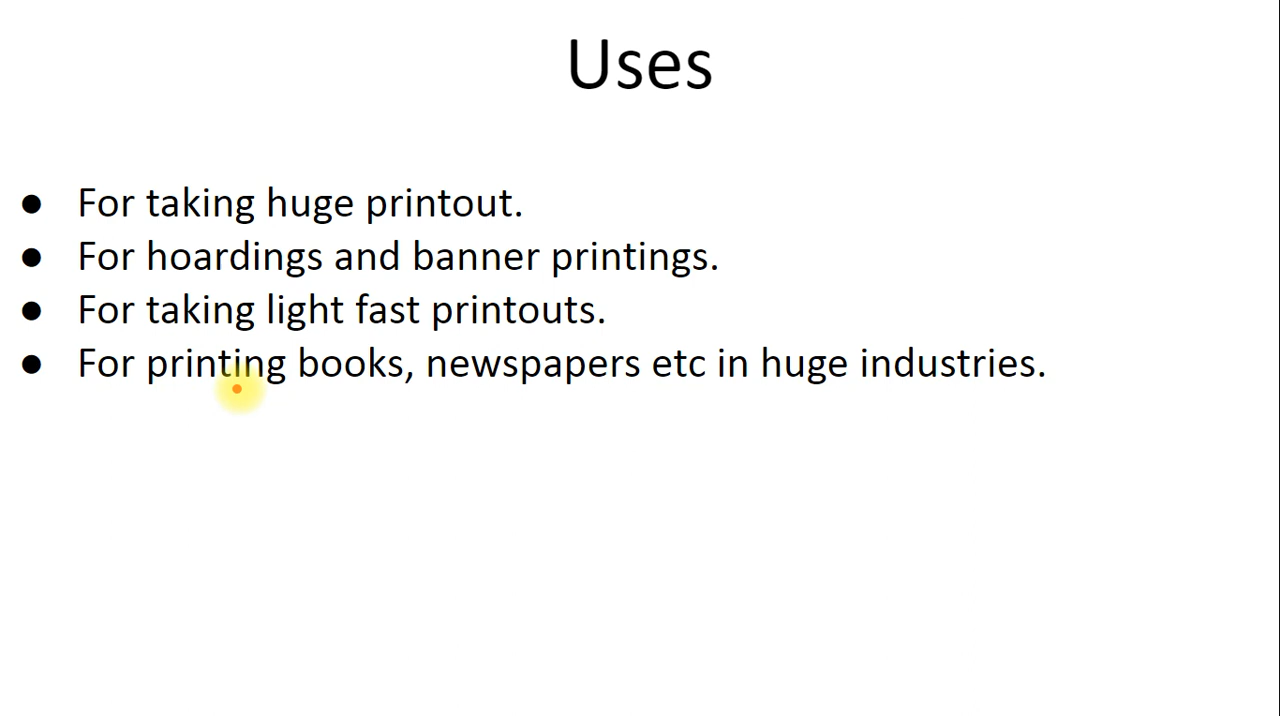 Uses
● For taking huge printout.
● For hoardings and banner printings.
● For taking light fast printouts.
● For printing books, newspapers etc in huge industries.